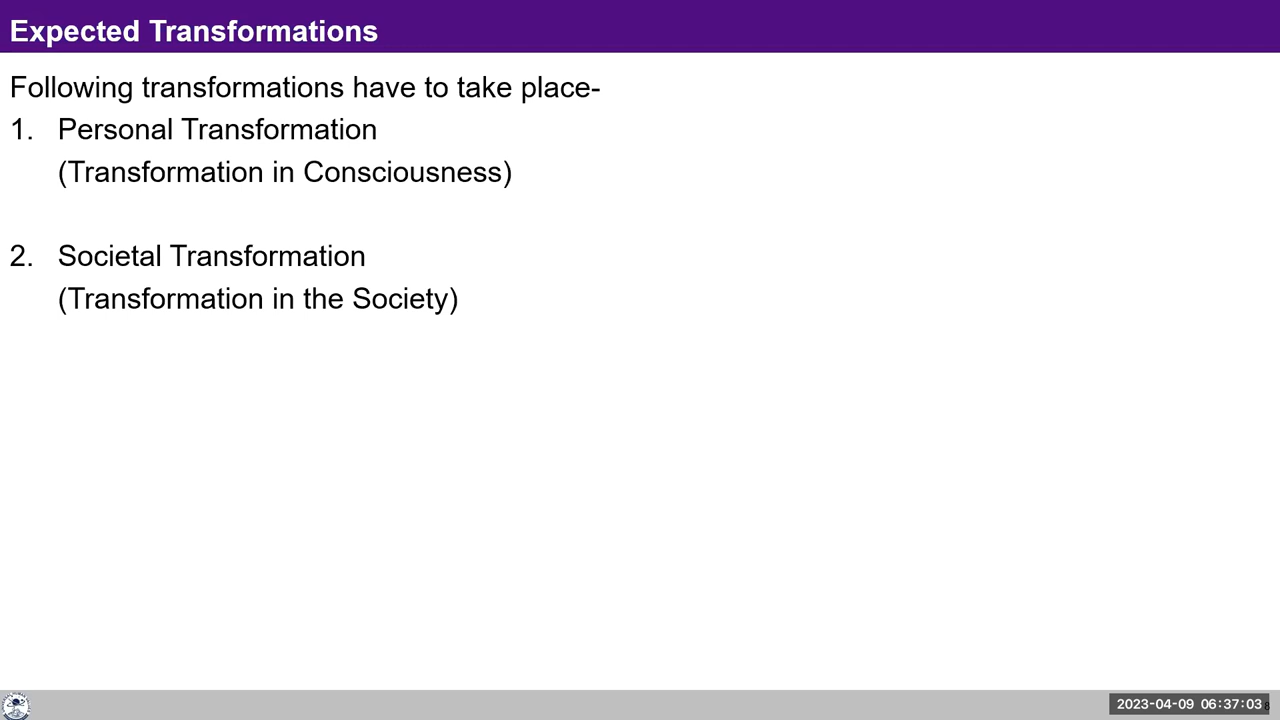 Expected Transformations
Following transformations have to take place-
1. Personal Transformation
(Transformation in Consciousness)
2. Societal Transformation
(Transformation in the Society)
2023-04-09 06:37:03
8